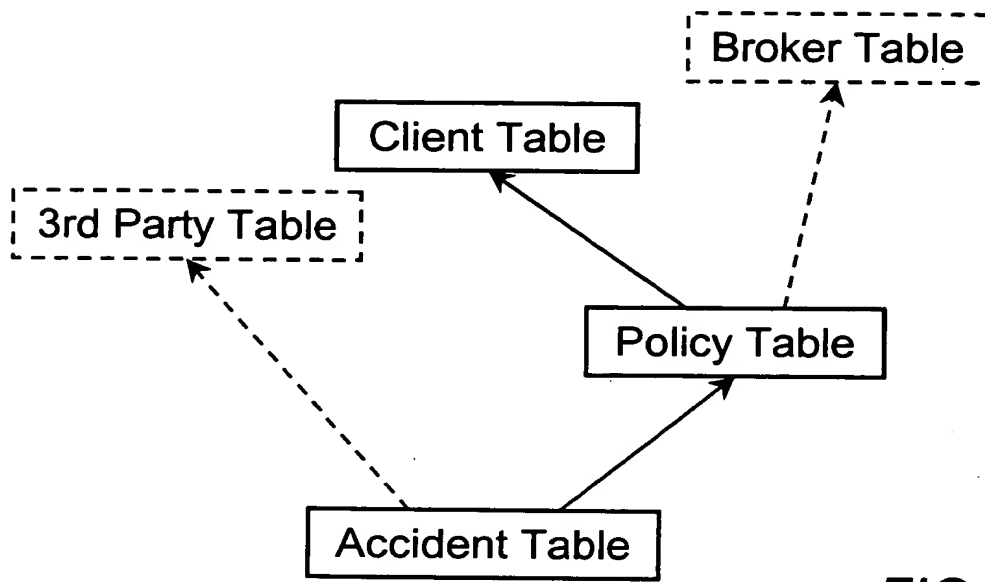 Broker Table
Client Table
3rd Party Table
Policy Table
Accident Table